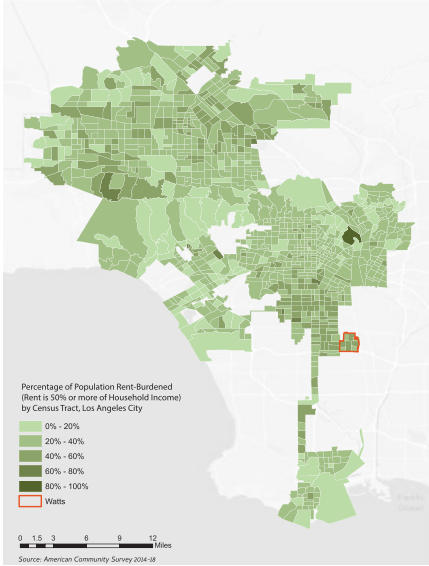 Percentage of Population Rent-Burdened
(Rent is 50% or more of Household Income)
by Census Tract, Los Angeles City
0% - 20%
20% - 40%
40% - 60%
60% - 80%
80% - 100%
Watts
0 1.5 3 6 9 12
Miles
Source: American Community Survey 2014-18